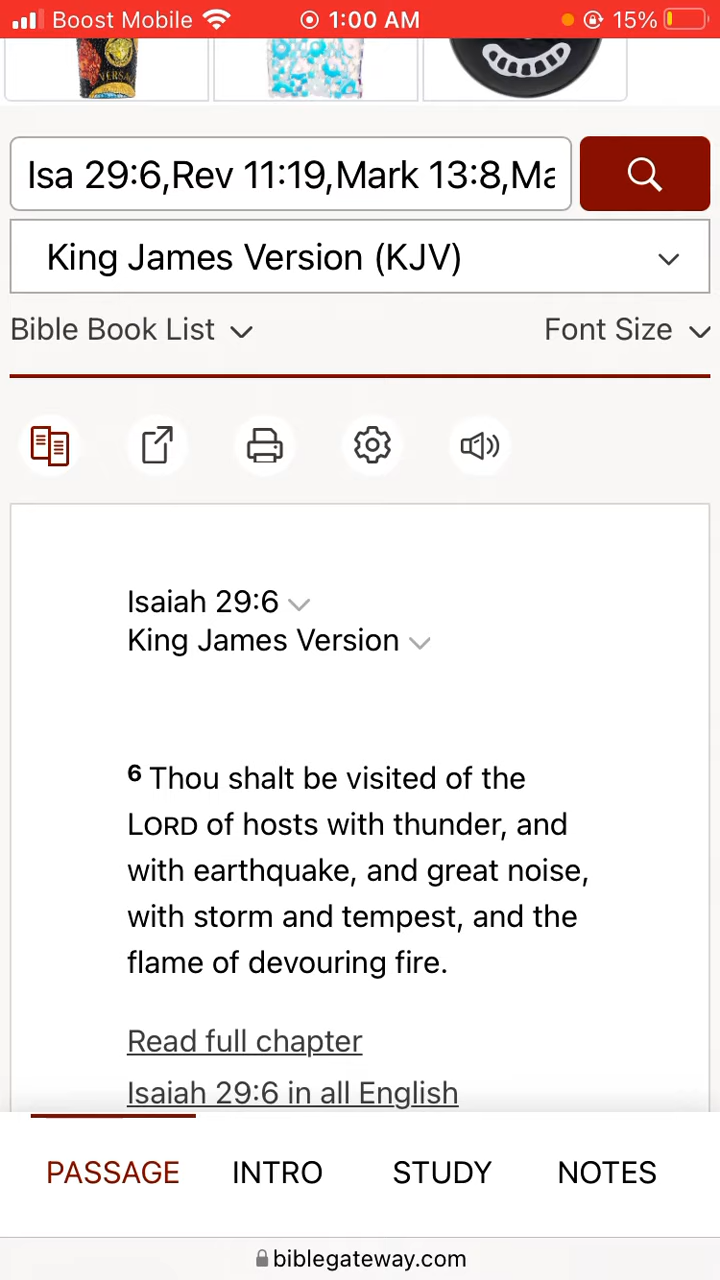 Boost Mobile 1:00 AM 15%
VERSA
Isa 29:6,Rev 11:19,Mark 13:8,Ma
King James Version (KJV)
Bible Book List Font Size
Isaiah 29:6
King James Version
6 Thou shalt be visited of the
LORD of hosts with thunder, and
with earthquake, and great noise,
with storm and tempest, and the
flame of devouring fire.
Read full chapter
Isaiah 29:6 in all English
PASSAGE INTRO STUDY NOTES
biblegateway.com